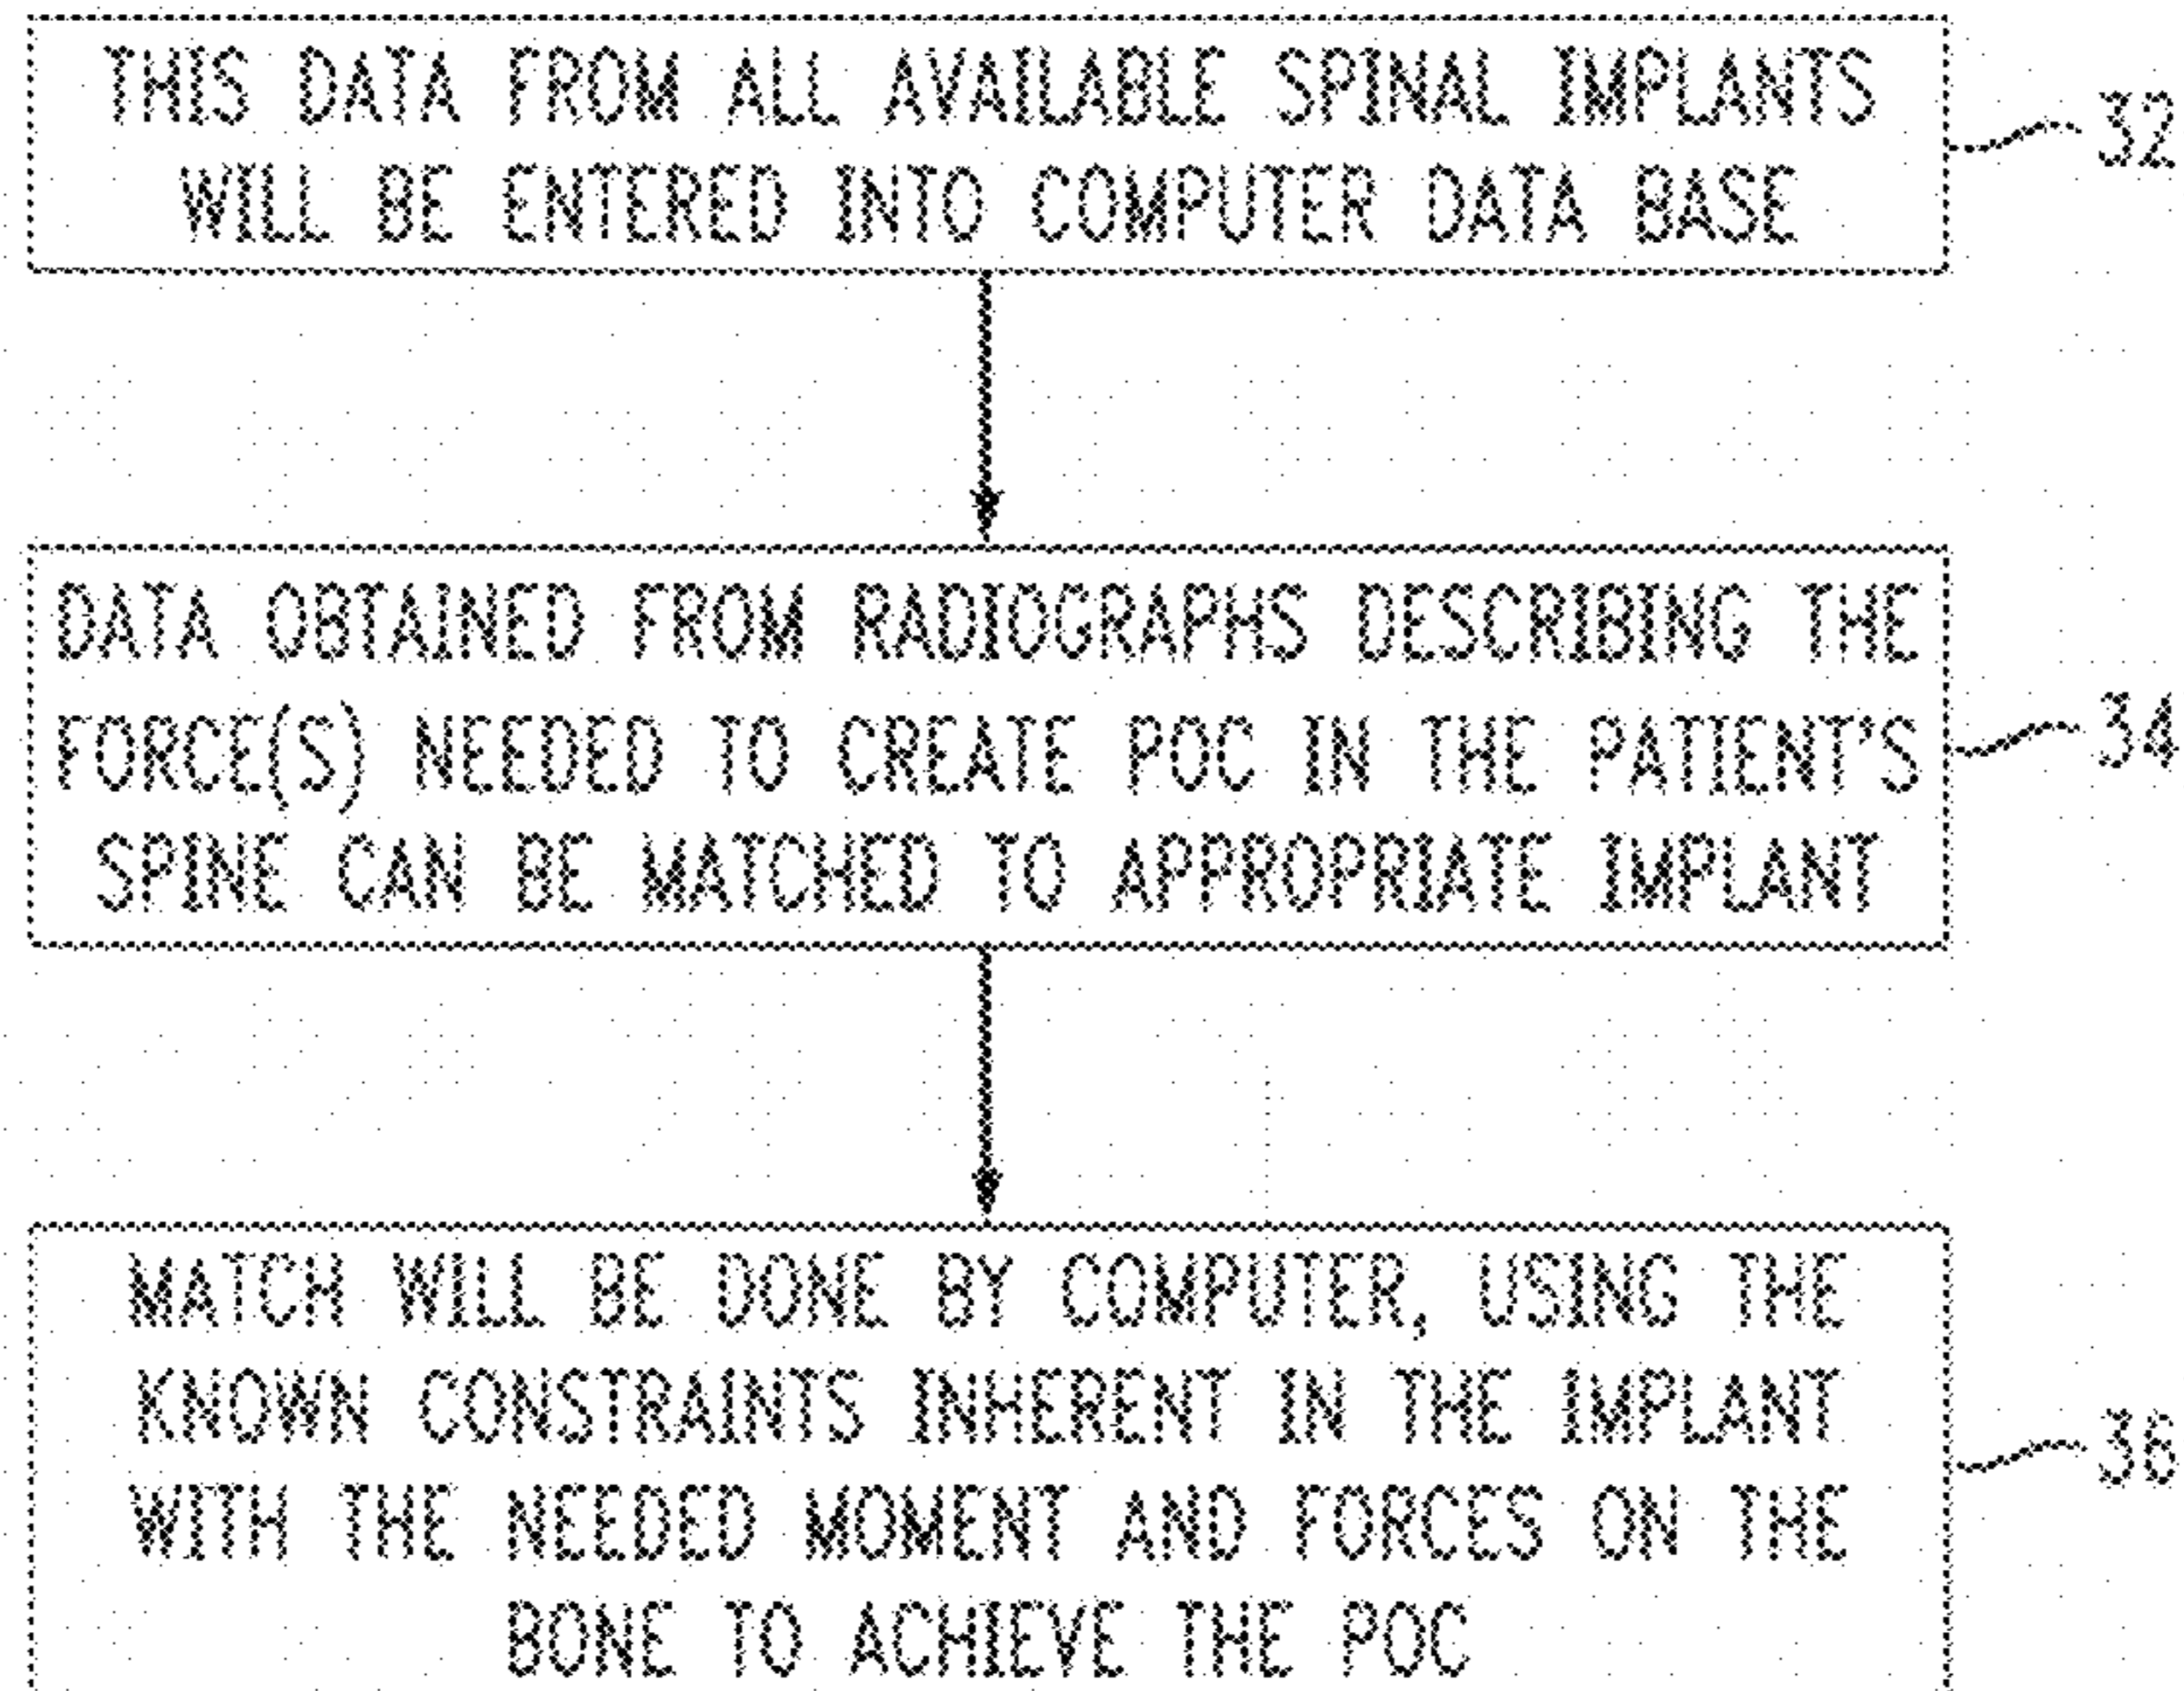 THIS DATA FROM ALL AVAILABLE SPINAL IMPLANTS
WILL BE ENTERED INTO COMPUTER DATA BASE
32
DATA OBTAINED FROM RADIOGRAPHS DESCRIBING THE
FORCE(S) NEEDED TO CREATE POC IN THE PATIENT'S
SPINE CAN BE MATCHED TO APPROPRIATE IMPLANT
34
MATCH WILL BE DONE BY COMPUTER, USING THE
KNOWN CONSTRAINTS INHERENT IN THE IMPLANT
WITH THE NEEDED MOMENT AND FORCES ON THE
BONE TO ACHIEVE THE POC
36